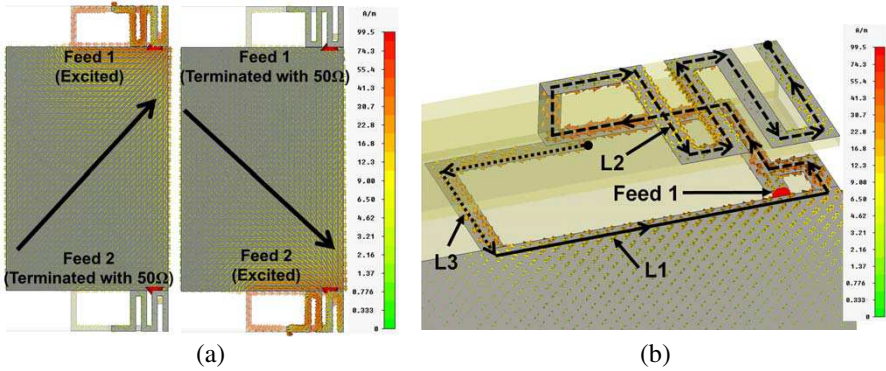 A/m
99.5
74.3
55.4
41.2
30.7
22.8
16.8
12.3
9.00
6.50
4.62
3.21
2.16
1.37
0.776
0.333
0
Feed 1
(Excited)
Feed 2
(Terminated with 50Ω)
Feed 1
(Terminated with 50Ω)
Feed 2
(Excited)
(a)
A/m
99.5
74.3
55.4
41.2
30.7
22.8
16.8
12.3
9.00
6.50
4.62
3.21
2.16
1.37
0.776
0.333
0
L2
Feed 1
L3
L1
(b)